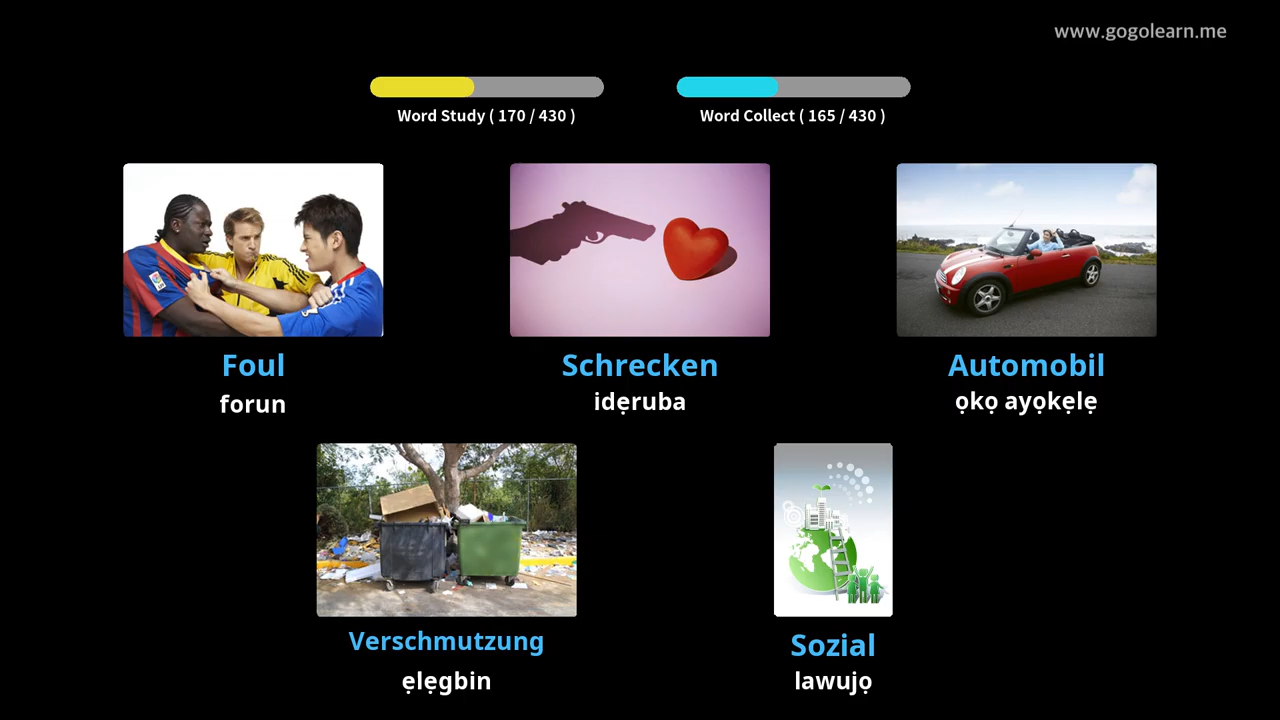 www.gogolearn.me
Word Study ( 170 / 430 )
Word Collect ( 165 / 430 )
Foul
forun
Schrecken
idẹruba
Automobil
ọkọ ayọkẹlẹ
Verschmutzung
ẹlẹgbin
Sozial
lawujọ